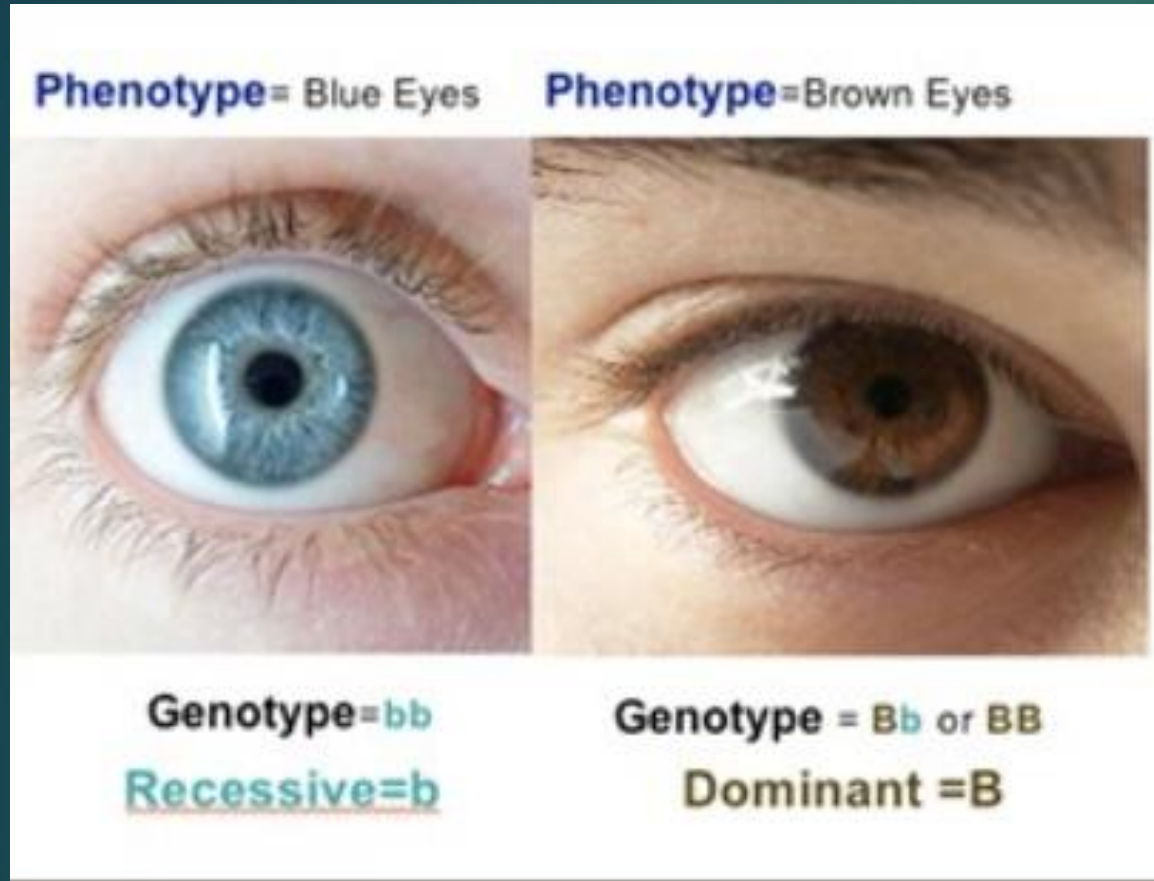 Phenotype= Blue Eyes
Phenotype=Brown Eyes
Genotype=bb
Genotype = Bb or BB
Recessive=b
Dominant =B